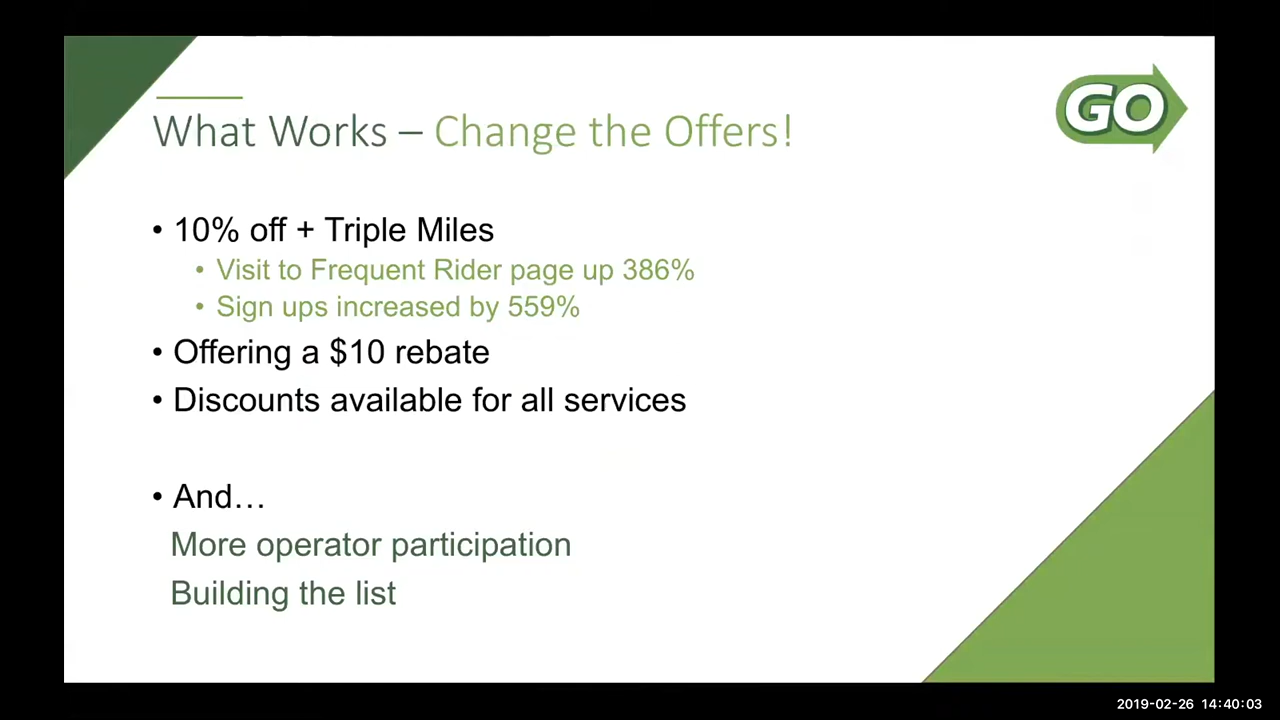 GO
What Works – Change the Offers!
• 10% off + Triple Miles
• Visit to Frequent Rider page up 386%
• Sign ups increased by 559%
• Offering a $10 rebate
• Discounts available for all services
• And…
More operator participation
Building the list
2019-02-26 14:40:03